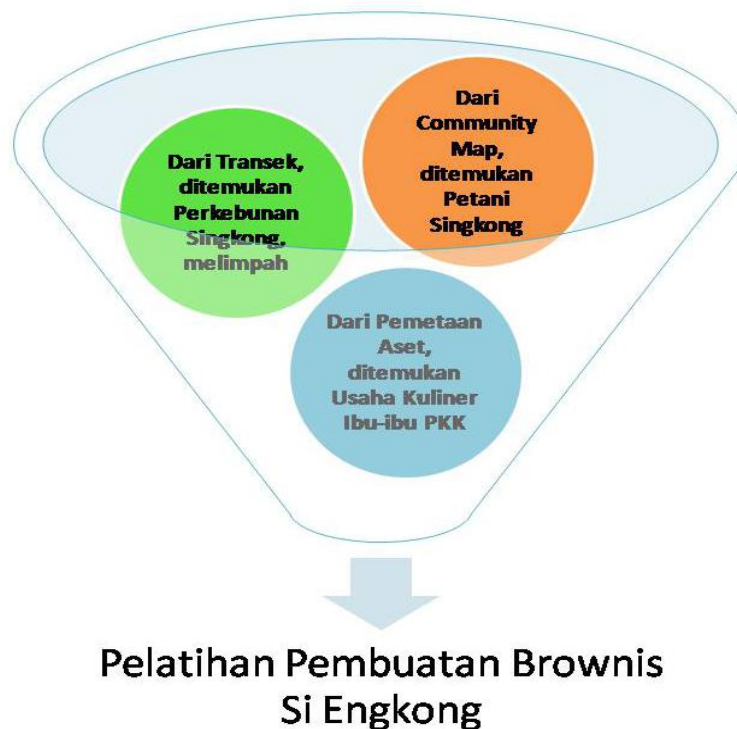 Dari Transek,
ditemukan
Perkebunan
Singkong,
melimpah
Dari
Community
Map,
ditemukan
Petani
Singkong
Dari Pemetaan
Aset,
ditemukan
Usaha Kuliner
Ibu-ibu PKK
Pelatihan Pembuatan Brownis
Si Engkong